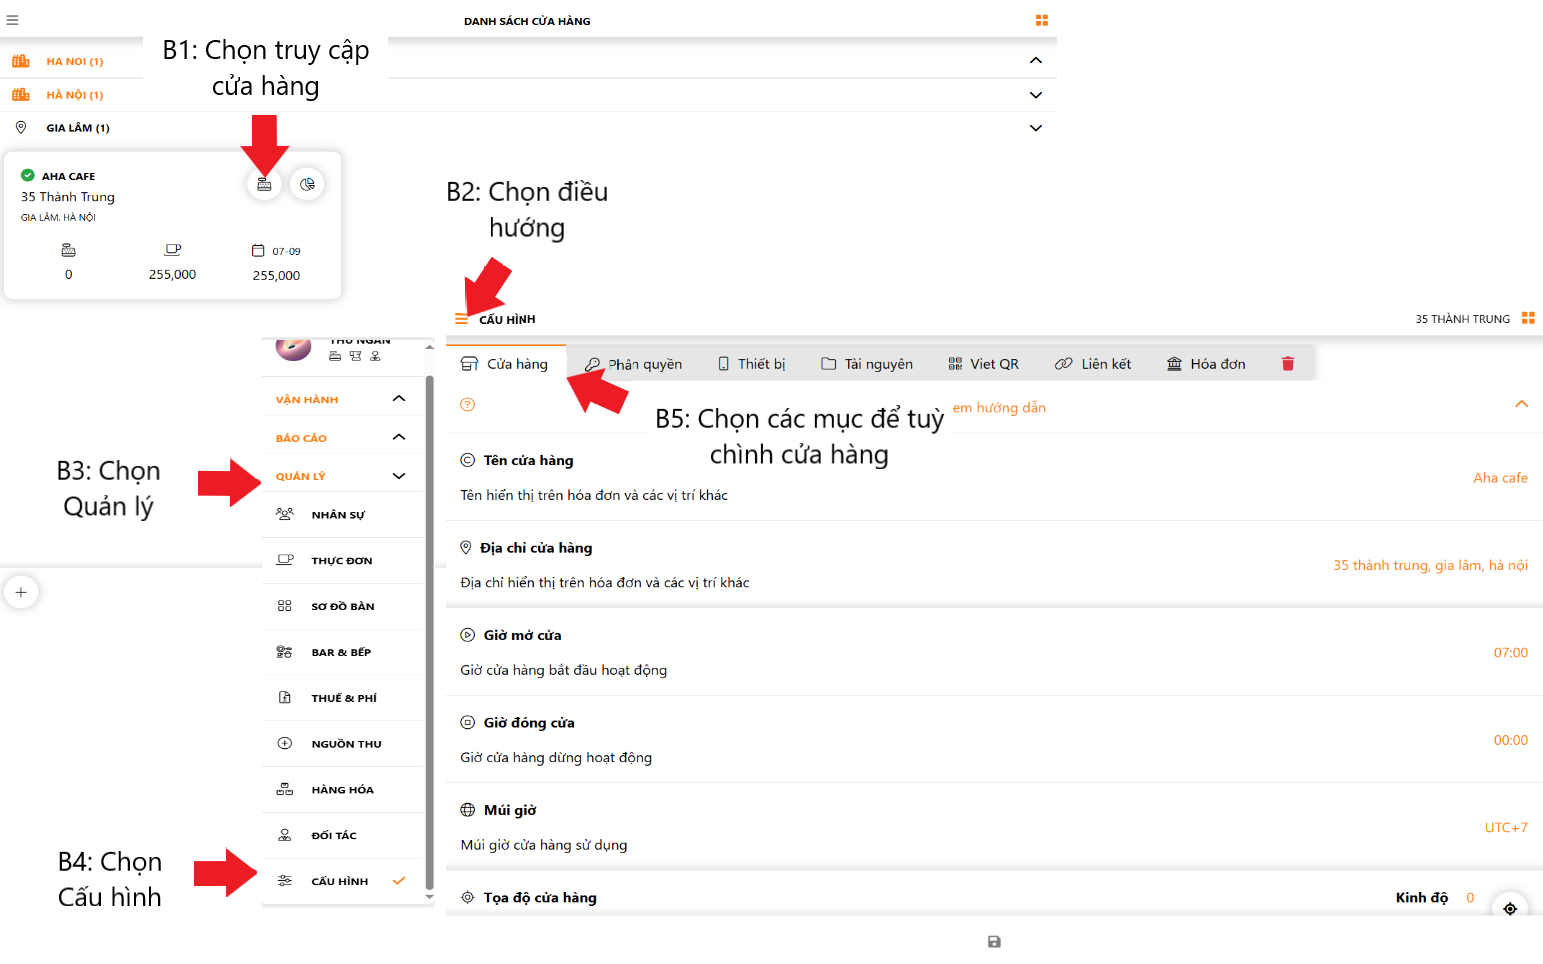 DANH SÁCH CỬA HÀNG
HA NOI (1)
HÀ NỘI (1)
GIA LÂM (1)
B1: Chọn truy cập
cửa hàng
AHA CAFE
35 Thành Trung
GIA LÂM, HÀ NỘI
07-09
0
255,000
255,000
B2: Chọn điều
hướng
CẤU HÌNH
35 THÀNH TRUNG
THU NGÂN
VẬN HÀNH
BÁO CÁO
QUẢN LÝ
NHÂN SỰ
THỰC ĐƠN
SƠ ĐỒ BÀN
BAR & BẾP
THUẾ & PHÍ
NGUỒN THU
HÀNG HÓA
ĐỐI TÁC
CẤU HÌNH
B3: Chọn
Quản lý
B4: Chọn
Cấu hình
Cửa hàng
Phân quyền
Thiết bị
Tài nguyên
Viet QR
Liên kết
Hóa đơn
em hướng dẫn
B5: Chọn các mục để tuỳ
chình cửa hàng
Tên cửa hàng
Tên hiển thị trên hóa đơn và các vị trí khác
Aha cafe
Địa chỉ cửa hàng
Địa chỉ hiển thị trên hóa đơn và các vị trí khác
35 thành trung, gia lâm, hà nội
Giờ mở cửa
Giờ cửa hàng bắt đầu hoạt động
07:00
Giờ đóng cửa
Giờ cửa hàng dừng hoạt động
00:00
Múi giờ
Múi giờ cửa hàng sử dụng
UTC+7
Tọa độ cửa hàng
Kinh độ 0